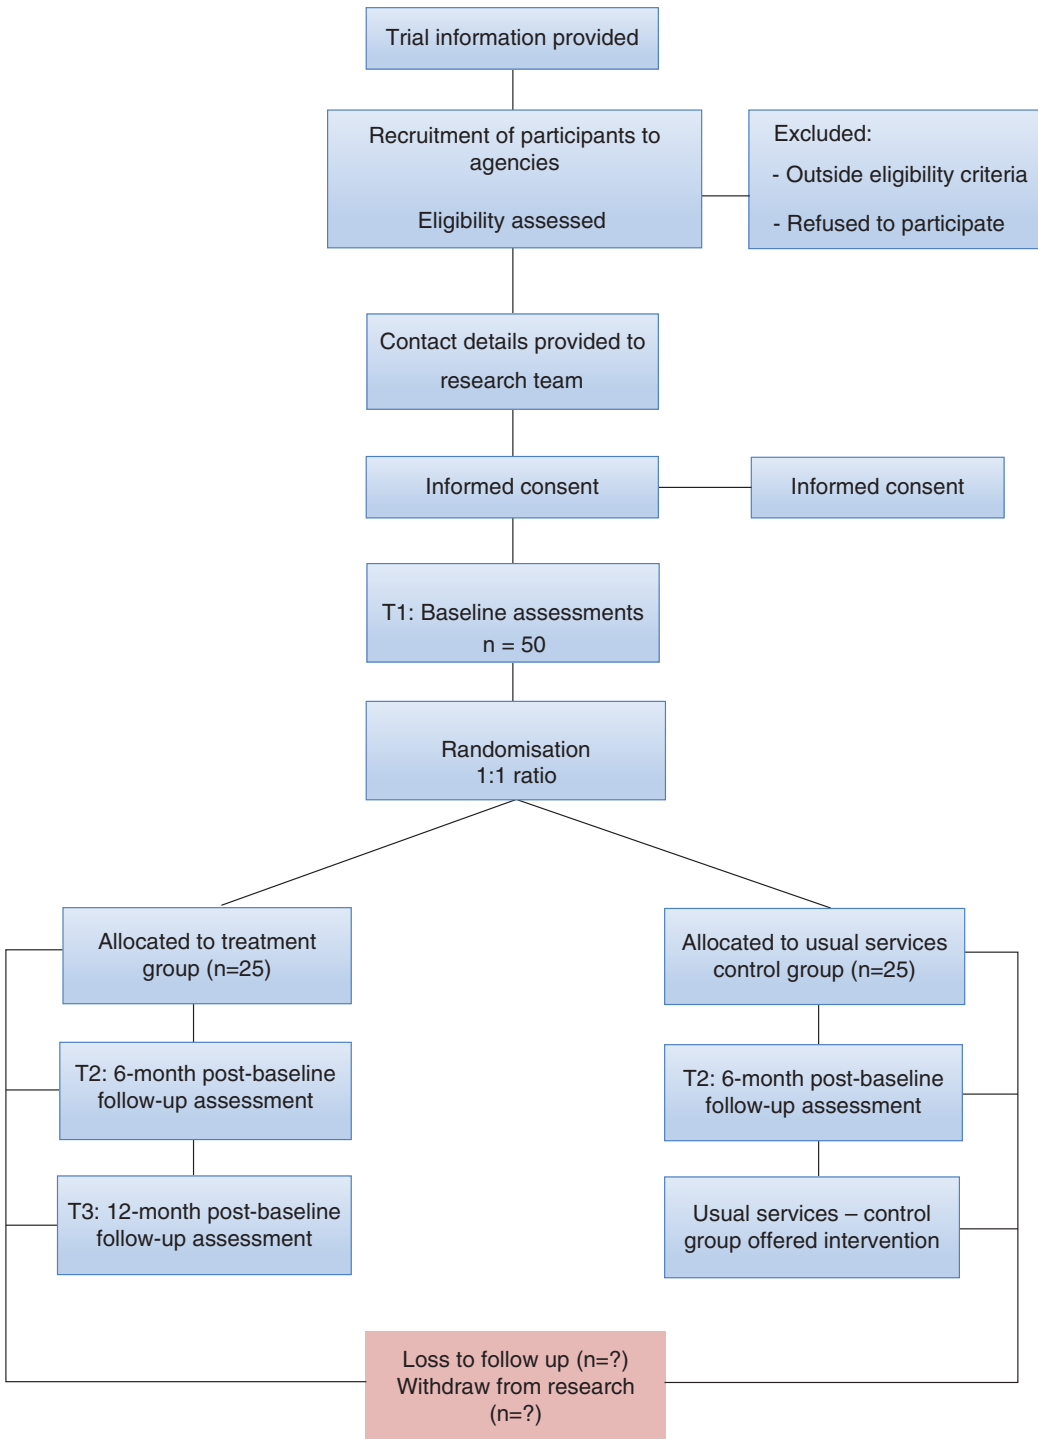 Trial information provided
Recruitment of participants to
agencies
Eligibility assessed
Excluded:
- Outside eligibility criteria
- Refused to participate
Contact details provided to
research team
Informed consent
Informed consent
T1: Baseline assessments
n = 50
Randomisation
1:1 ratio
Allocated to treatment
group (n=25)
T2: 6-month post-baseline
follow-up assessment
T3: 12-month post-baseline
follow-up assessment
Allocated to usual services
control group (n=25)
T2: 6-month post-baseline
follow-up assessment
Usual services – control
group offered intervention
Loss to follow up (n=?)
Withdraw from research
(n=?)